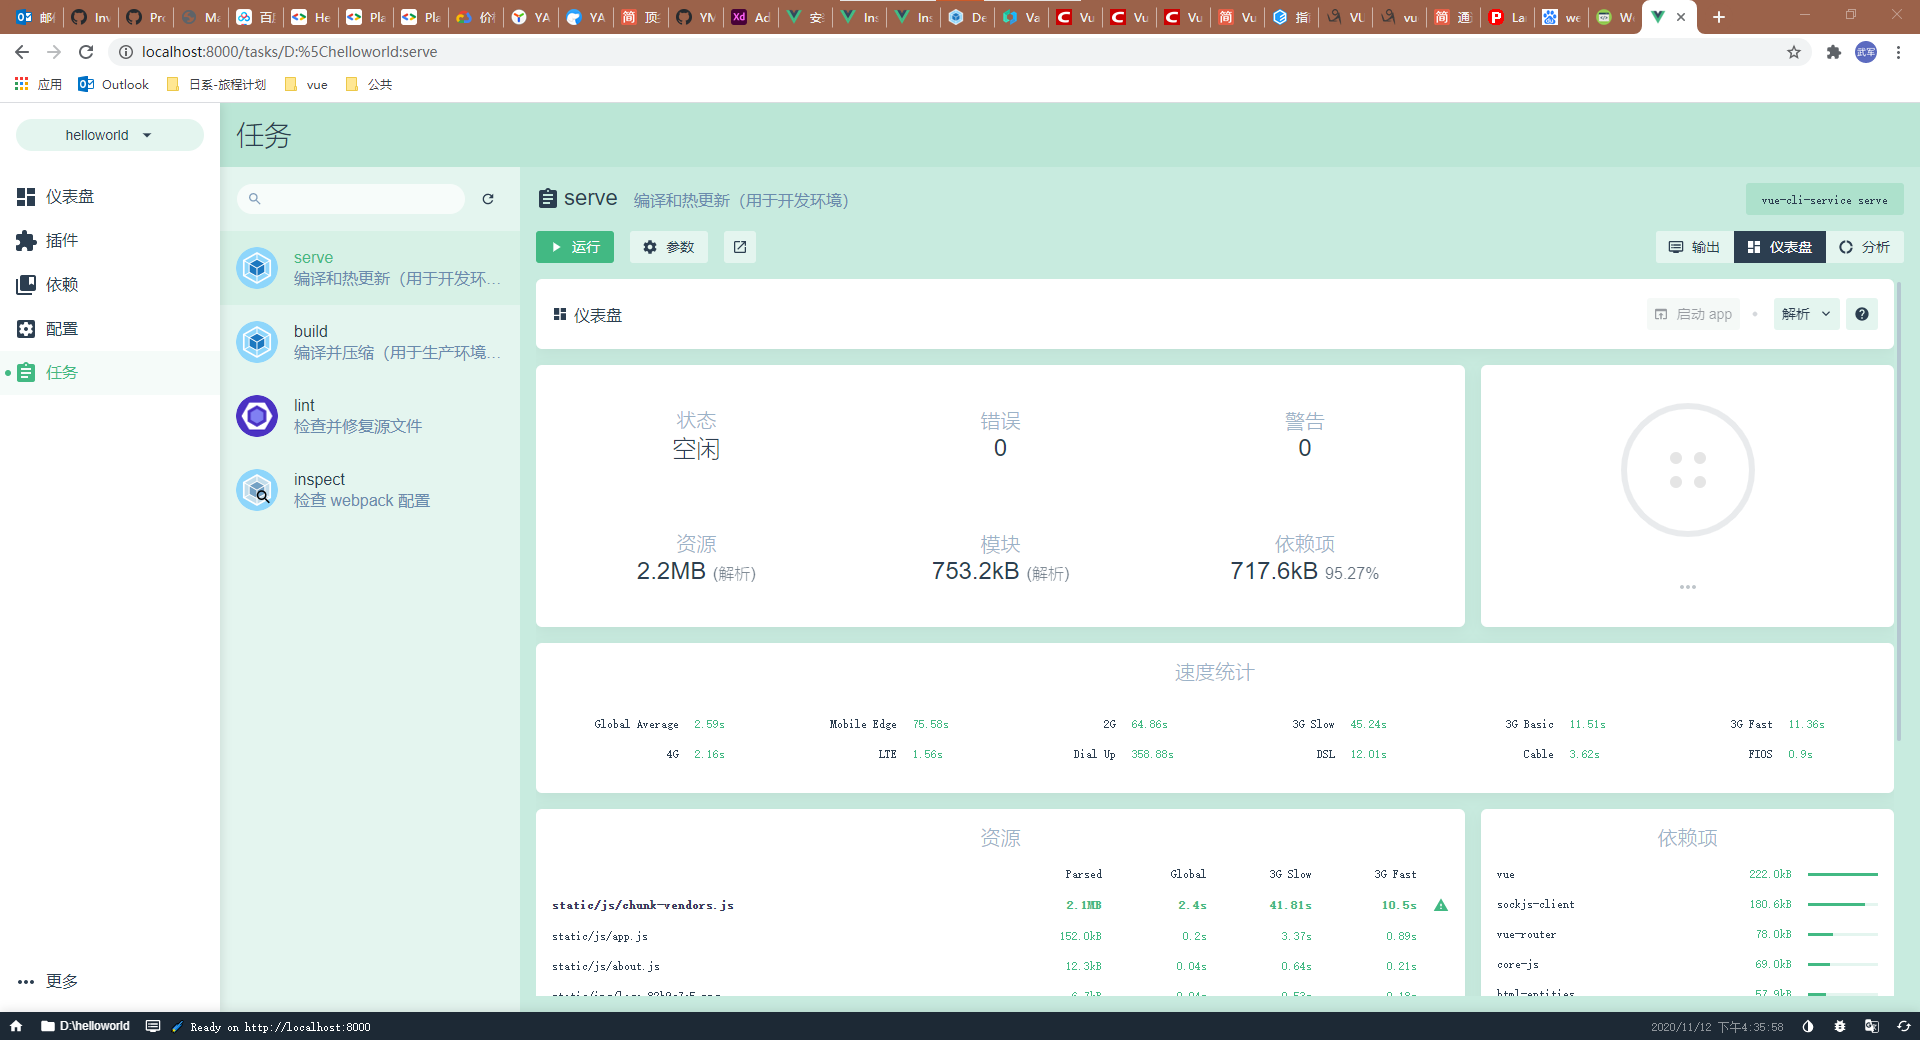 localhost:8000/tasks/D:%5Chelloworld:serve
武军
应用
Outlook
日系-旅程计划
vue
公共
helloworld
任务
仪表盘
插件
依赖
配置
任务
更多
serve
编译和热更新（用于开发环...
build
编译并压缩（用于生产环境...
lint
检查并修复源文件
inspect
检查 webpack 配置
serve 编译和热更新（用于开发环境）
vue-cli-service serve
运行
参数
输出
仪表盘
分析
仪表盘
启动 app
解析
状态
空闲
错误
0
警告
0
资源
2.2MB (解析)
模块
753.2kB (解析)
依赖项
717.6kB 95.27%
速度统计
Global Average 2.59s Mobile Edge 75.58s 2G 64.86s 3G Slow 45.24s 3G Basic 11.51s 3G Fast 11.36s
4G 2.16s LTE 1.56s Dial Up 358.88s DSL 12.01s Cable 3.62s FIOS 0.9s
资源
Parsed Global 3G Slow 3G Fast
static/js/chunk-vendors.js 2.1MB 2.4s 41.81s 10.5s
static/js/app.js 152.0kB 0.2s 3.37s 0.89s
static/js/about.js 12.3kB 0.04s 0.64s 0.21s
依赖项
vue 222.0kB
sockjs-client 180.6kB
vue-router 78.0kB
core-js 69.0kB
html-entities 57.9kB
D:\helloworld
Ready on http://localhost:8000
2020/11/12 下午4:35:58